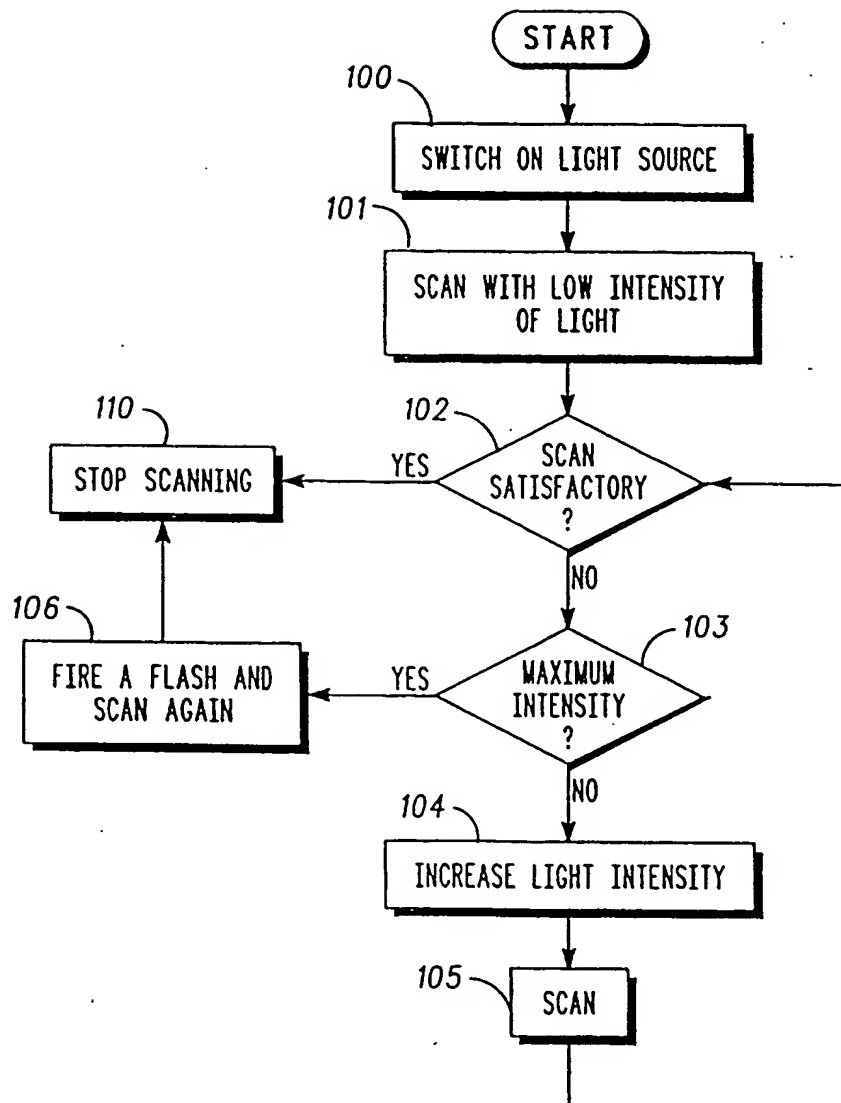 START
100
SWITCH ON LIGHT SOURCE
101
SCAN WITH LOW INTENSITY
OF LIGHT
110
STOP SCANNING
102
YES
SCAN
SATISFACTORY
?
NO
106
FIRE A FLASH AND
SCAN AGAIN
103
YES
MAXIMUM
INTENSITY
?
NO
104
INCREASE LIGHT INTENSITY
105
SCAN